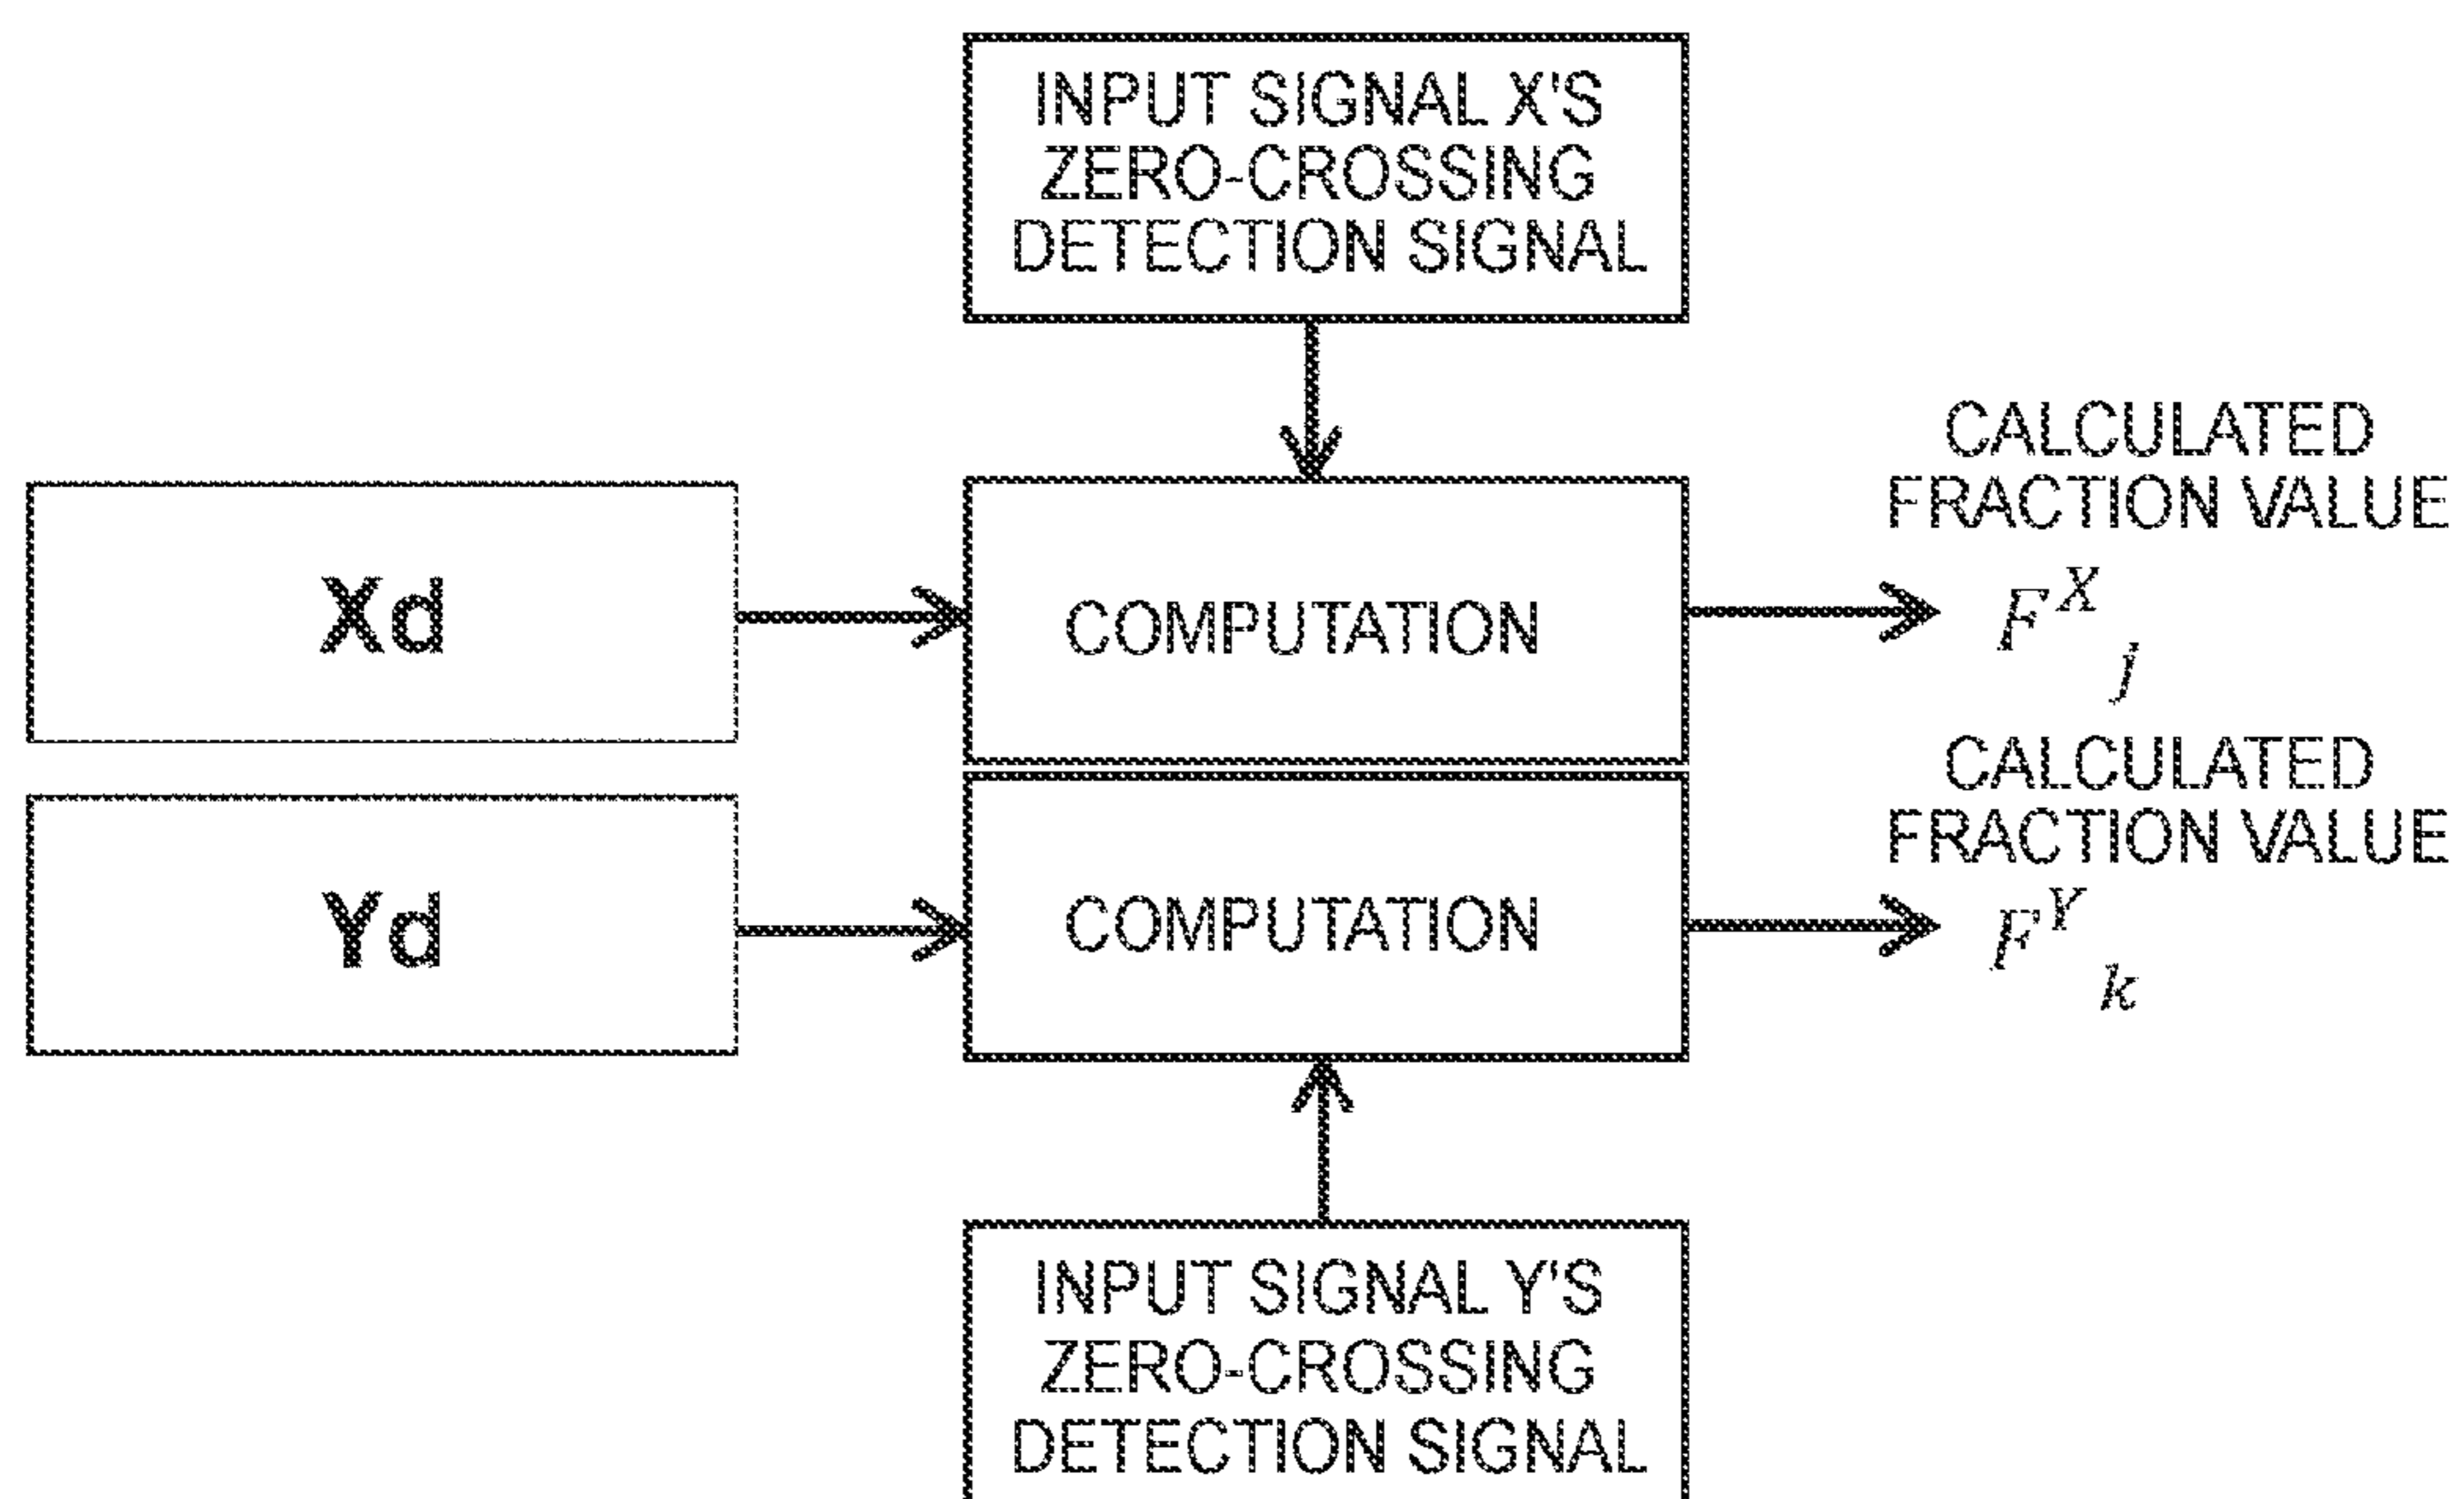 INPUT SIGNAL X'S
ZERO-CROSSING
DETECTION SIGNAL
CALCULATED
FRACTION VALUE
Xd
COMPUTATION
F^X_j
CALCULATED
FRACTION VALUE
Yd
COMPUTATION
F^Y_k
INPUT SIGNAL Y'S
ZERO-CROSSING
DETECTION SIGNAL